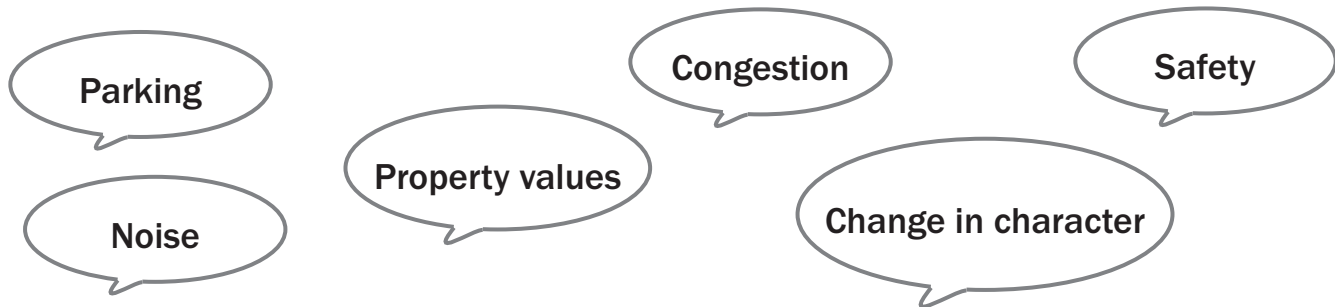 Parking
Congestion
Safety
Property values
Noise
Change in character